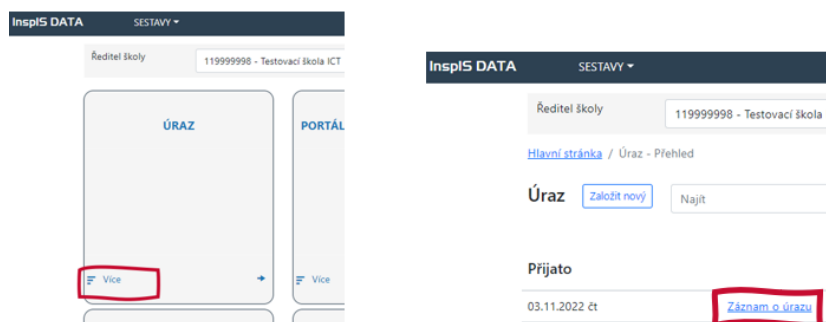 InspIS DATA SESTAVY
Ředitel školy 119999998 - Testovací škola ICT
ÚRAZ PORTÁL
Více Více
InspIS DATA SESTAVY
Ředitel školy 119999998 - Testovací škola
Hlavní stránka / Úraz - Přehled
Úraz Založit nový Najít
Přijato
03.11.2022 čt Záznam o úrazu